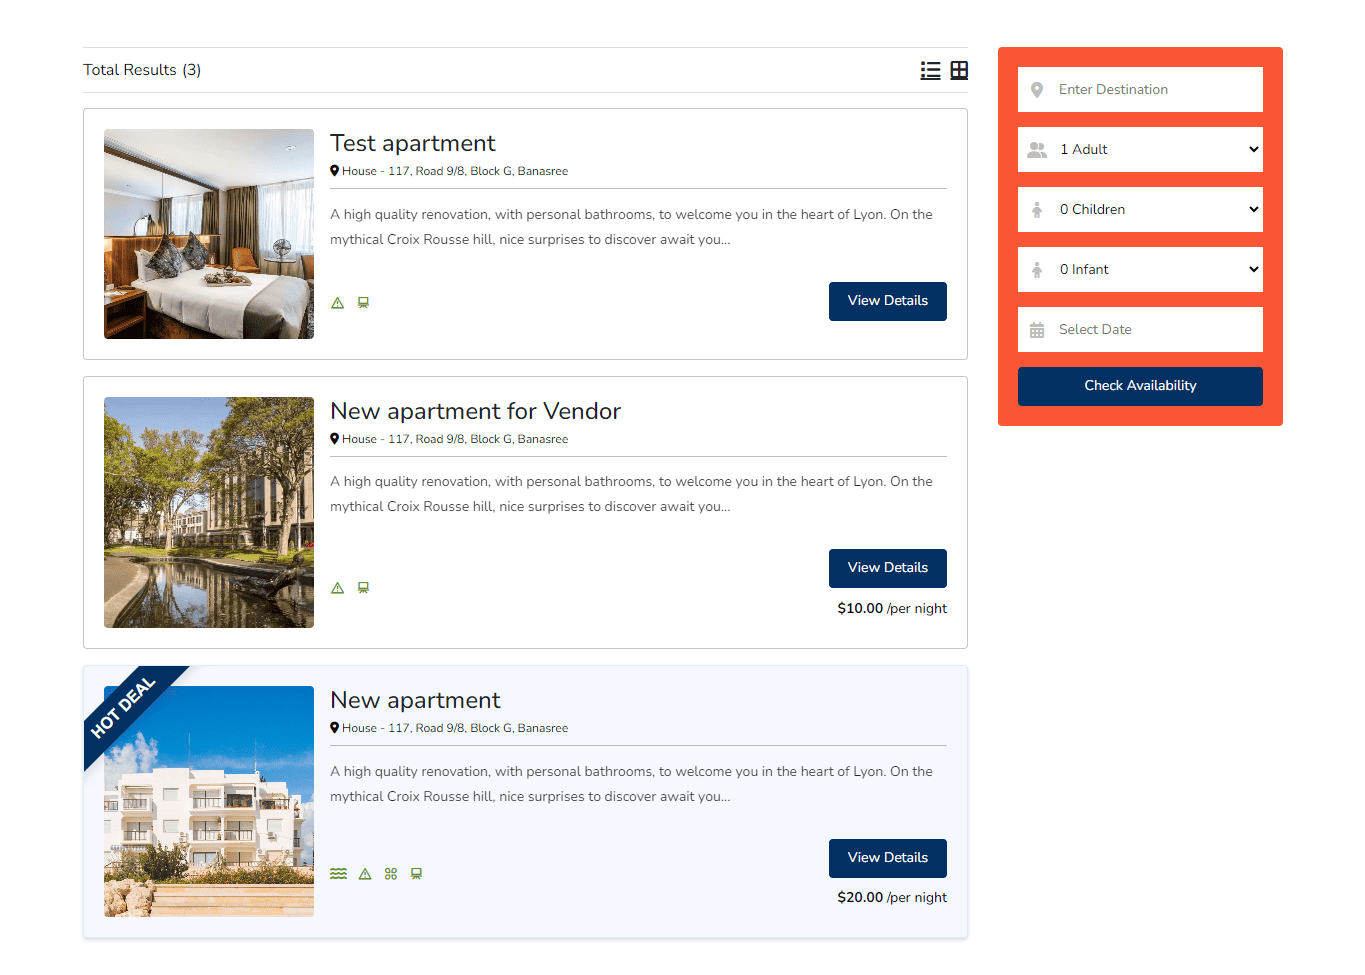 Total Results (3)
Test apartment
House - 117, Road 9/8, Block G, Banasree
A high quality renovation, with personal bathrooms, to welcome you in the heart of Lyon. On the
mythical Croix Rousse hill, nice surprises to discover await you...
View Details
New apartment for Vendor
House - 117, Road 9/8, Block G, Banasree
A high quality renovation, with personal bathrooms, to welcome you in the heart of Lyon. On the
mythical Croix Rousse hill, nice surprises to discover await you...
View Details
$10.00 /per night
HOT DEAL
New apartment
House - 117, Road 9/8, Block G, Banasree
A high quality renovation, with personal bathrooms, to welcome you in the heart of Lyon. On the
mythical Croix Rousse hill, nice surprises to discover await you...
View Details
$20.00 /per night
Enter Destination
1 Adult
0 Children
0 Infant
Select Date
Check Availability